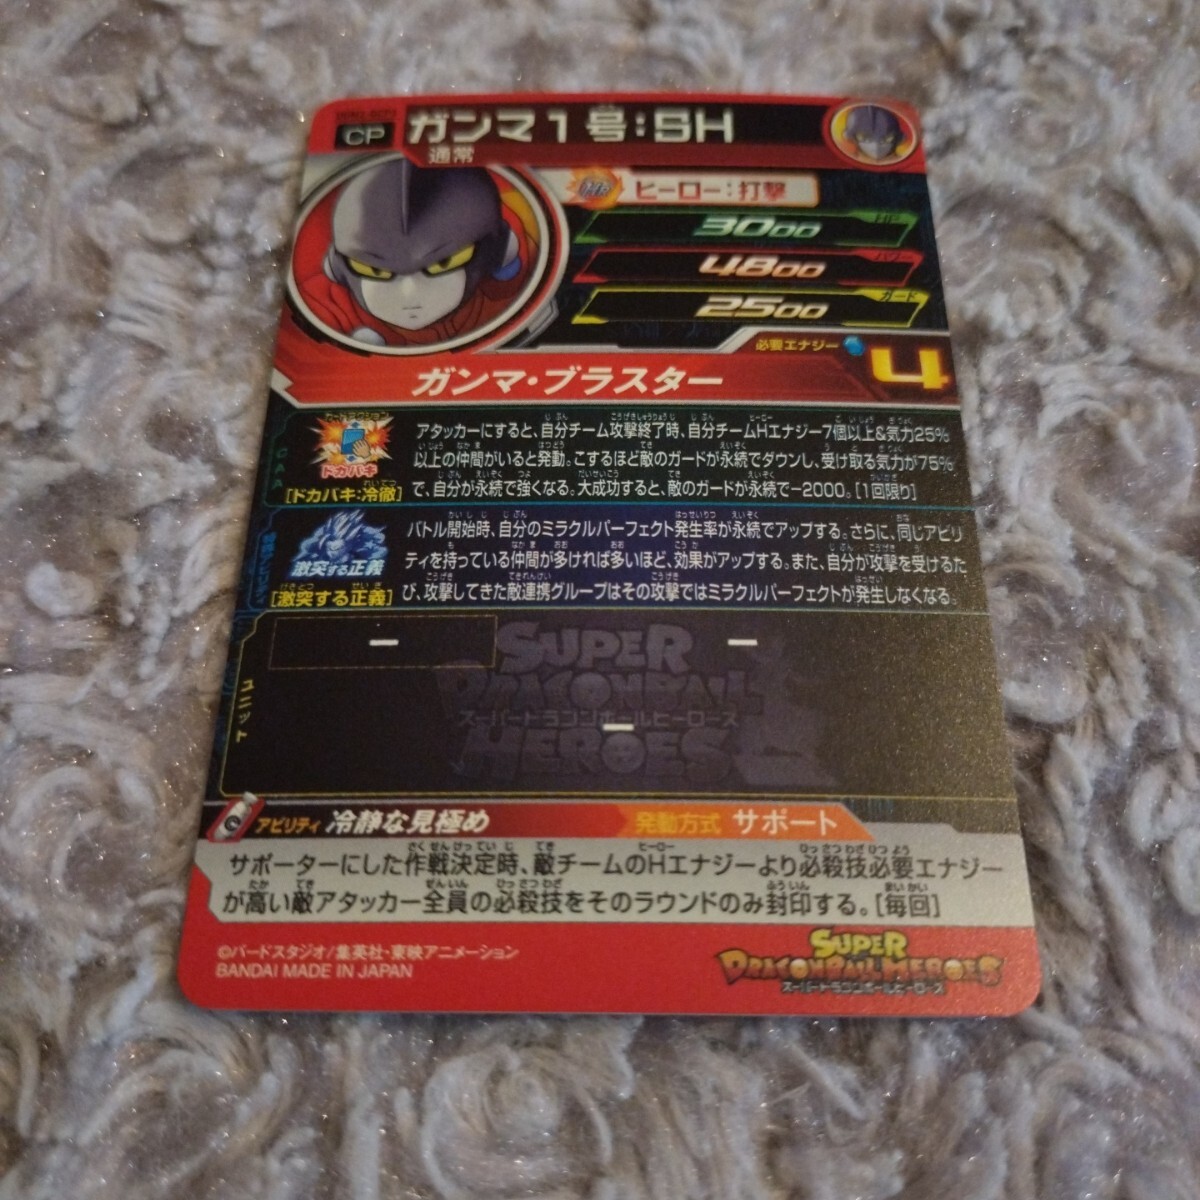 CP
ガンマ1号:SH
通常
ヒーロー:打撃
HP
3000
パワー
4800
ガード
2500
必要エナジー
4
ガンマ・ブラスター
CAA
カードアクション
ドカバキ
[ドカバキ:冷徹]
アタッカーにすると、自分チーム攻撃終了時、自分チームHエナジー7個以上&気力25%
以上の仲間がいると発動。こするほど敵のガードが永続でダウンし、受け取る気力が75%
で、自分が永続で強くなる。大成功すると、敵のガードが永続で-2000。[1回限り]
激突する正義
[激突する正義]
バトル開始時、自分のミラクルパーフェクト発生率が永続でアップする。さらに、同じアビリ
ティを持っている仲間が多ければ多いほど、効果がアップする。また、自分が攻撃を受けるた
び、攻撃してきた敵連携グループはその攻撃ではミラクルパーフェクトが発生しなくなる。
ユニット
ー
ー
ー
SUPER
DRAGONBALL
スーパードラゴンボールヒーローズ
HEROES
アビリティ 冷静な見極め
発動方式 サポート
サポーターにした作戦決定時、敵チームのHエナジーより必殺技必要エナジー
が高い敵アタッカー全員の必殺技をそのラウンドのみ封印する。[毎回]
©バードスタジオ/集英社・東映アニメーション
BANDAI MADE IN JAPAN
SUPER
DRAGONBALL HEROES
スーパードラゴンボールヒーローズ